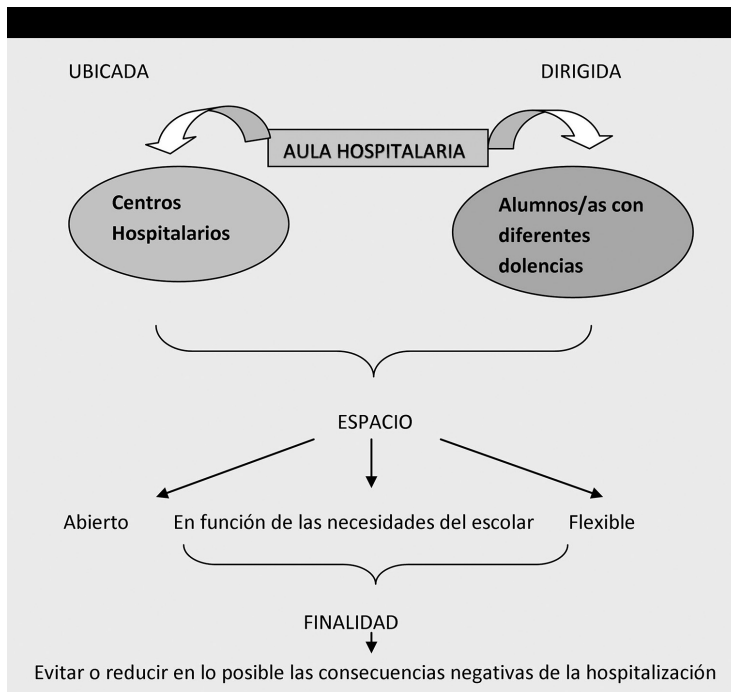 UBICADA
DIRIGIDA
AULA HOSPITALARIA
Centros
Hospitalarios
Alumnos/as con
diferentes
dolencias
ESPACIO
Abierto
En función de las necesidades del escolar
Flexible
FINALIDAD
Evitar o reducir en lo posible las consecuencias negativas de la hospitalización